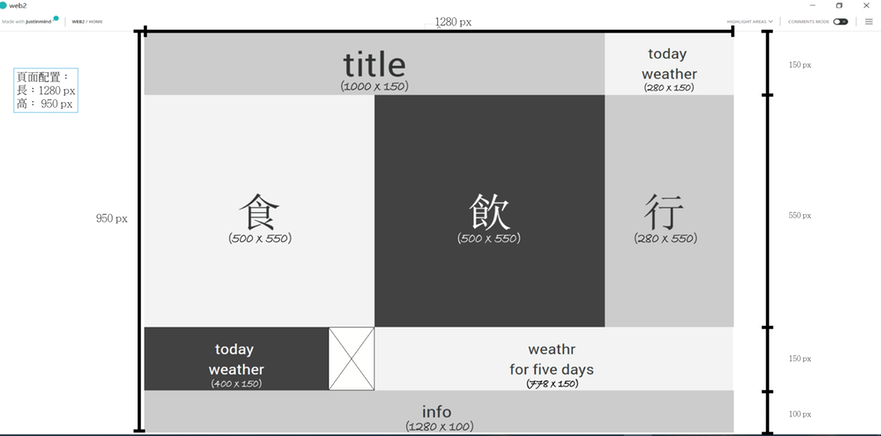 web2
Made with justinmind
WEB2 / HOME
1280 px
HIGHLIGHT AREAS
COMMENTS MODE
頁面配置：
長：1280 px
高： 950 px
title
(1000 x 150)
today
weather
(280 x 150)
150 px
950 px
食
(500 x 550)
飲
(500 x 550)
行
(280 x 550)
550 px
today
weather
(400 x 150)
weathr
for five days
(778 x 150)
150 px
info
(1280 x 100)
100 px